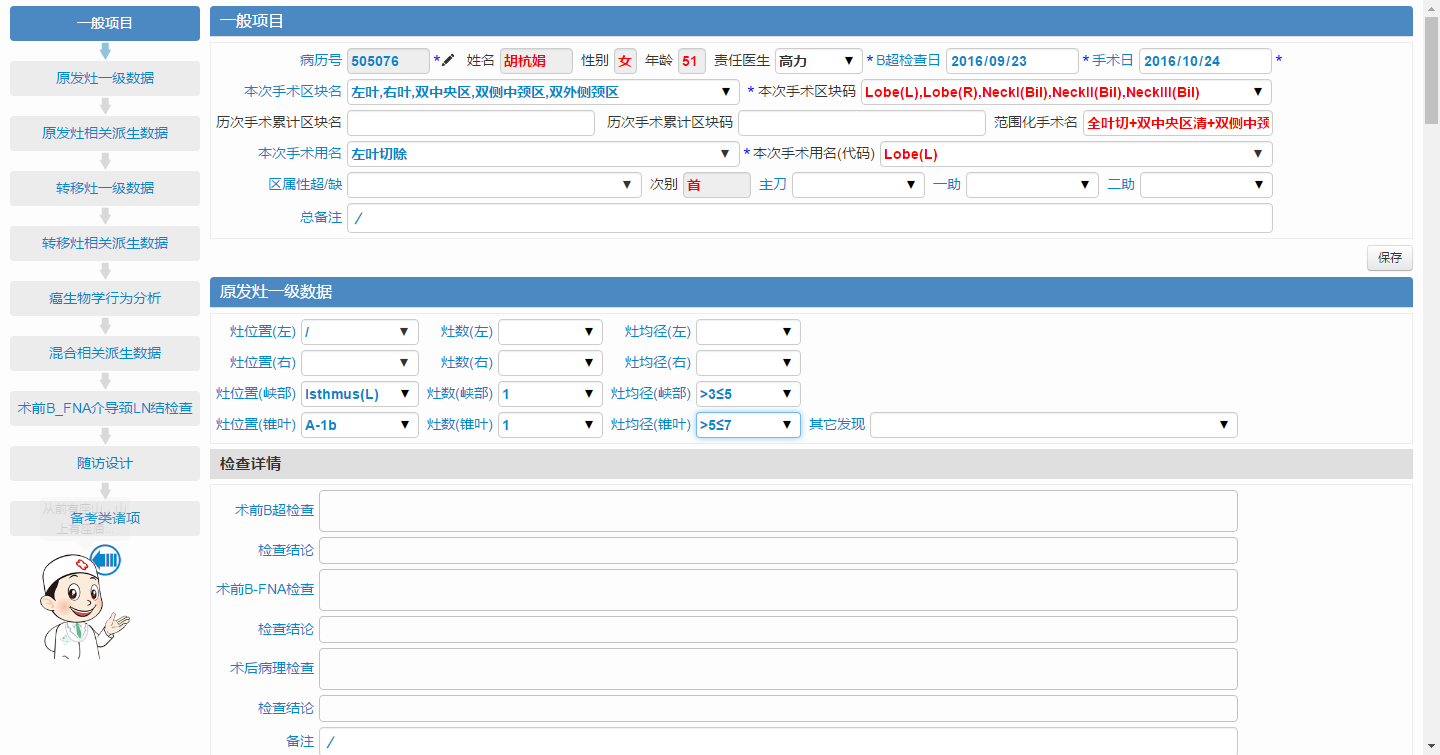 一般项目
原发灶一级数据
原发灶相关派生数据
转移灶一级数据
转移灶相关派生数据
癌生物学行为分析
混合相关派生数据
术前B_FNA介导颈LN结检查
随访设计
备考类诸项
一般项目
病历号 505076 * 姓名 胡杭娟 性别 女 年龄 51 责任医生 高力 * B超检查日 2016/09/23 * 手术日 2016/10/24 *
本次手术区块名 左叶,右叶,双中央区,双侧中颈区,双外侧颈区 * 本次手术区块码 Lobe(L),Lobe(R),NeckI(Bil),NeckII(Bil),NeckIII(Bil)
历次手术累计区块名 历次手术累计区块码 范围化手术名 全叶切+双中央区清+双侧中颈
本次手术用名 左叶切除 * 本次手术用名(代码) Lobe(L)
区属性超/缺 次别 首 主刀 一助 二助
总备注 /
保存
原发灶一级数据
灶位置(左) / 灶数(左) 灶均径(左)
灶位置(右) 灶数(右) 灶均径(右)
灶位置(峡部) Isthmus(L) 灶数(峡部) 1 灶均径(峡部) >3≤5
灶位置(锥叶) A-1b 灶数(锥叶) 1 灶均径(锥叶) >5≤7 其它发现
检查详情
术前B超检查
检查结论
术前B-FNA检查
检查结论
术后病理检查
检查结论
备注 /